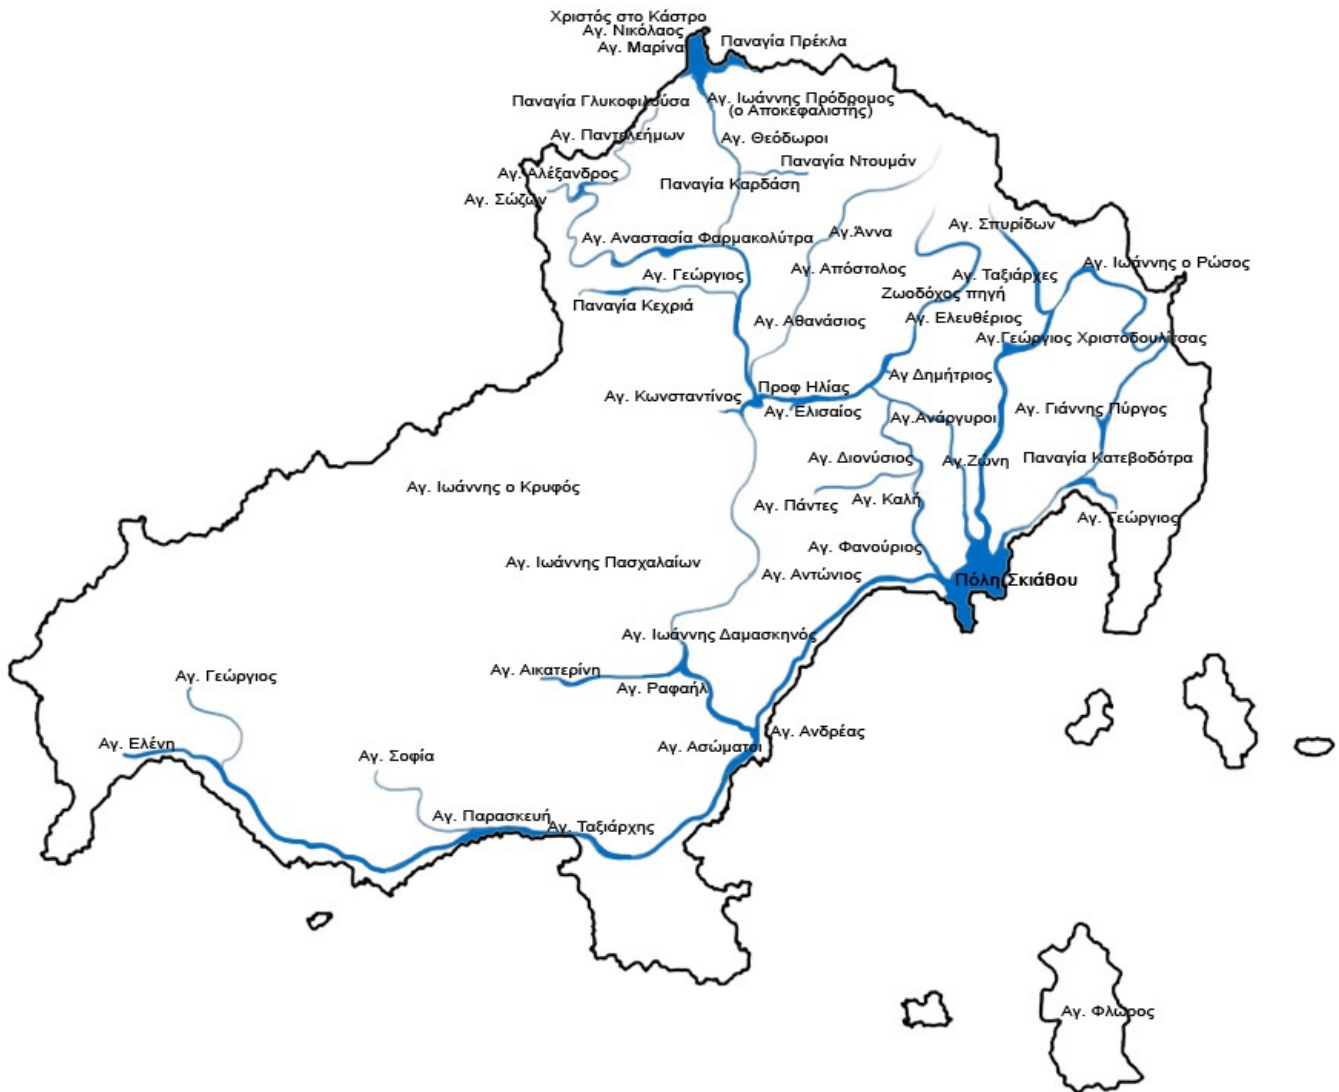 Χριστός στο Κάστρο
Αγ. Νικόλαος
Αγ. Μαρίνα
Παναγία Πρέκλα
Παναγία Γλυκοφιλούσα
Αγ. Ιωάννης Πρόδρομος
(ο Αποκεφαλιστής)
Αγ. Παντελεήμων
Αγ. Θεόδωροι
Παναγία Ντουμάν
Αγ. Αλέξανδρος
Παναγία Καρδάση
Αγ. Σώζων
Αγ. Σπυρίδων
Αγ.Άννα
Αγ. Αναστασία Φαρμακολύτρα
Αγ. Ιωάννης ο Ρώσος
Αγ. Απόστολος
Αγ. Γεώργιος
Αγ. Ταξιάρχες
Ζωοδόχος πηγή
Παναγία Κεχριά
Αγ. Αθανάσιος
Αγ. Ελευθέριος
Αγ.Γεώργιος Χριστοδουλίτσας
Αγ Δημήτριος
Προφ Ηλίας
Αγ. Κωνσταντίνος
Αγ. Ελισαίος
Αγ.Ανάργυροι
Αγ. Γιάννης Πύργος
Αγ. Διονύσιος
Αγ.Ζώνη
Παναγία Κατεβοδότρα
Αγ. Ιωάννης ο Κρυφός
Αγ. Πάντες
Αγ. Καλή
Αγ. Γεώργιος
Αγ. Φανούριος
Αγ. Ιωάννης Πασχαλαίων
Αγ. Αντώνιος
Πόλη Σκιάθου
Αγ. Ιωάννης Δαμασκηνός
Αγ. Αικατερίνη
Αγ. Γεώργιος
Αγ. Ραφαήλ
Αγ. Ανδρέας
Αγ. Ελένη
Αγ. Ασώματοι
Αγ. Σοφία
Αγ. Παρασκευή
Αγ. Ταξιάρχης
Αγ. Φλώρος